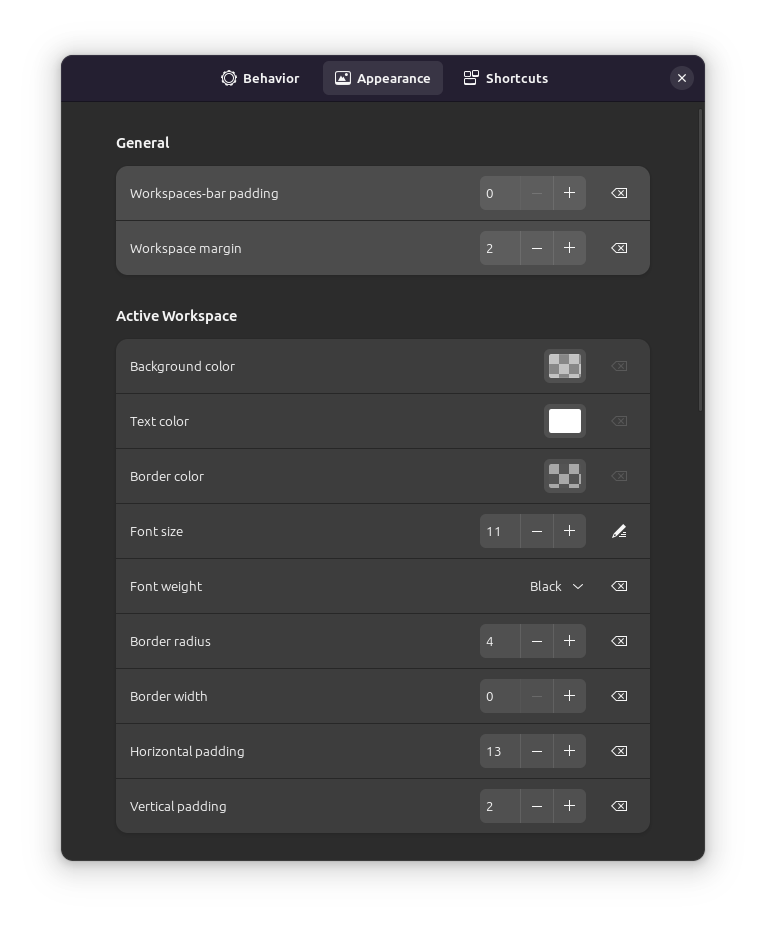 Behavior Appearance Shortcuts
General
Workspaces-bar padding 0
Workspace margin 2
Active Workspace
Background color
Text color
Border color
Font size 11
Font weight Black
Border radius 4
Border width 0
Horizontal padding 13
Vertical padding 2